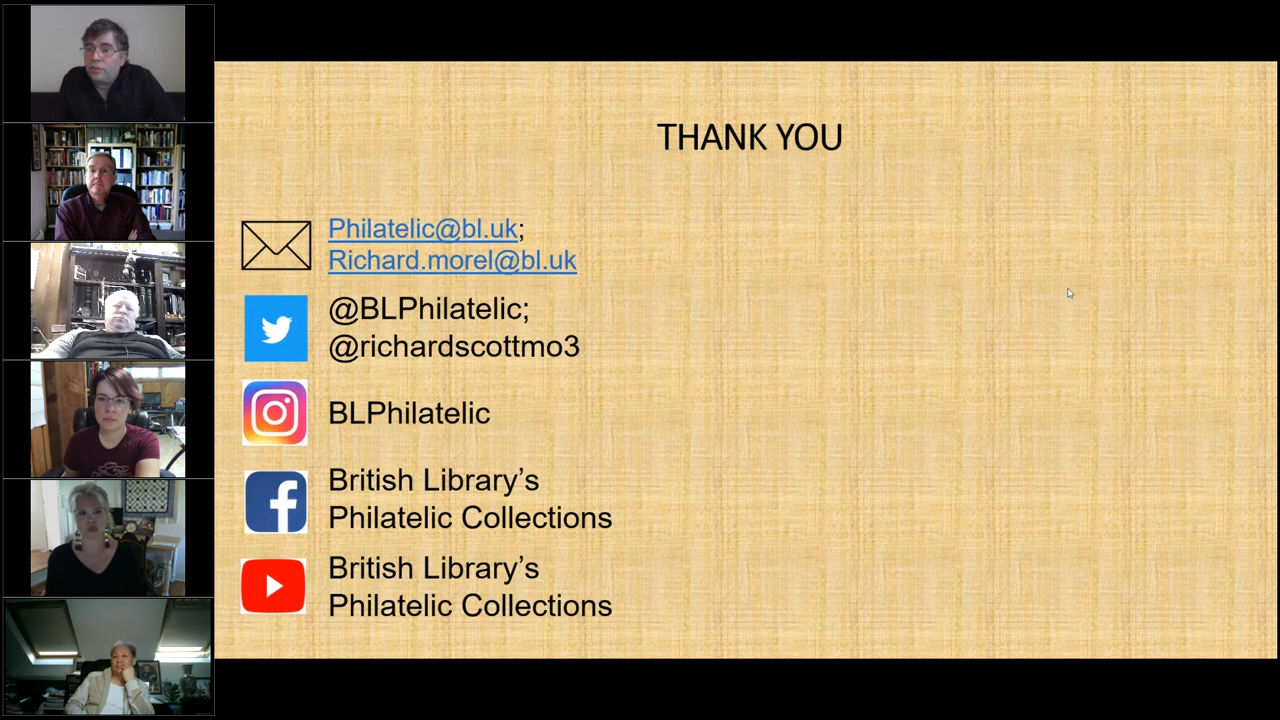 THANK YOU
Philatelic@bl.uk;
Richard.morel@bl.uk
@BLPhilatelic;
@richardscottmo3
BLPhilatelic
British Library’s
Philatelic Collections
British Library’s
Philatelic Collections